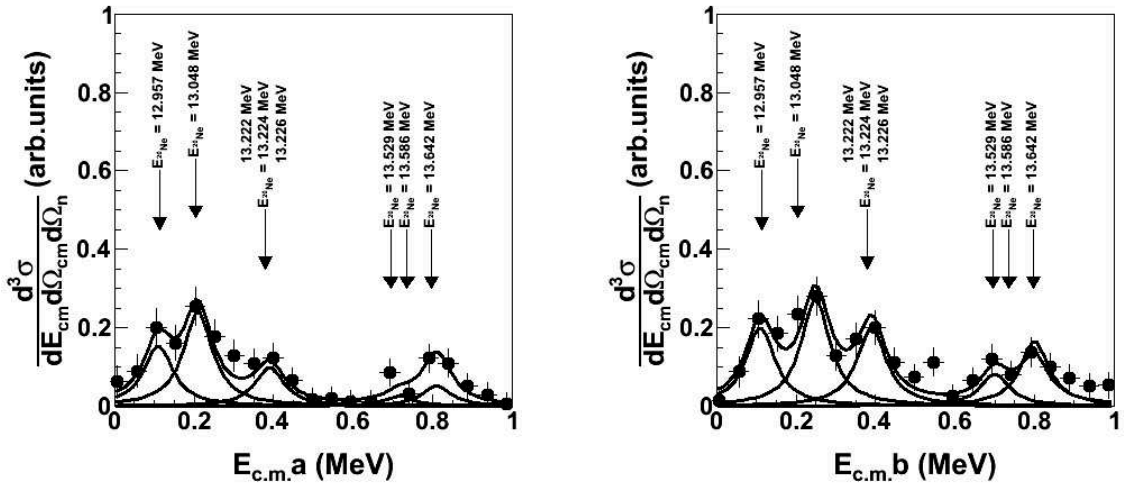 d³σ
dE_cm dΩ_cm dΩ_n
(arb.units)
1
0.8
0.6
0.4
0.2
0
E²⁰Ne = 12.957 MeV
E²⁰Ne = 13.048 MeV
13.222 MeV
E²⁰Ne = 13.224 MeV
13.226 MeV
E²⁰Ne = 13.529 MeV
E²⁰Ne = 13.586 MeV
E²⁰Ne = 13.642 MeV
0 0.2 0.4 0.6 0.8 1
E_c.m. a (MeV)
d³σ
dE_cm dΩ_cm dΩ_n
(arb.units)
1
0.8
0.6
0.4
0.2
0
E²⁰Ne = 12.957 MeV
E²⁰Ne = 13.048 MeV
13.222 MeV
E²⁰Ne = 13.224 MeV
13.226 MeV
E²⁰Ne = 13.529 MeV
E²⁰Ne = 13.586 MeV
E²⁰Ne = 13.642 MeV
0 0.2 0.4 0.6 0.8 1
E_c.m. b (MeV)